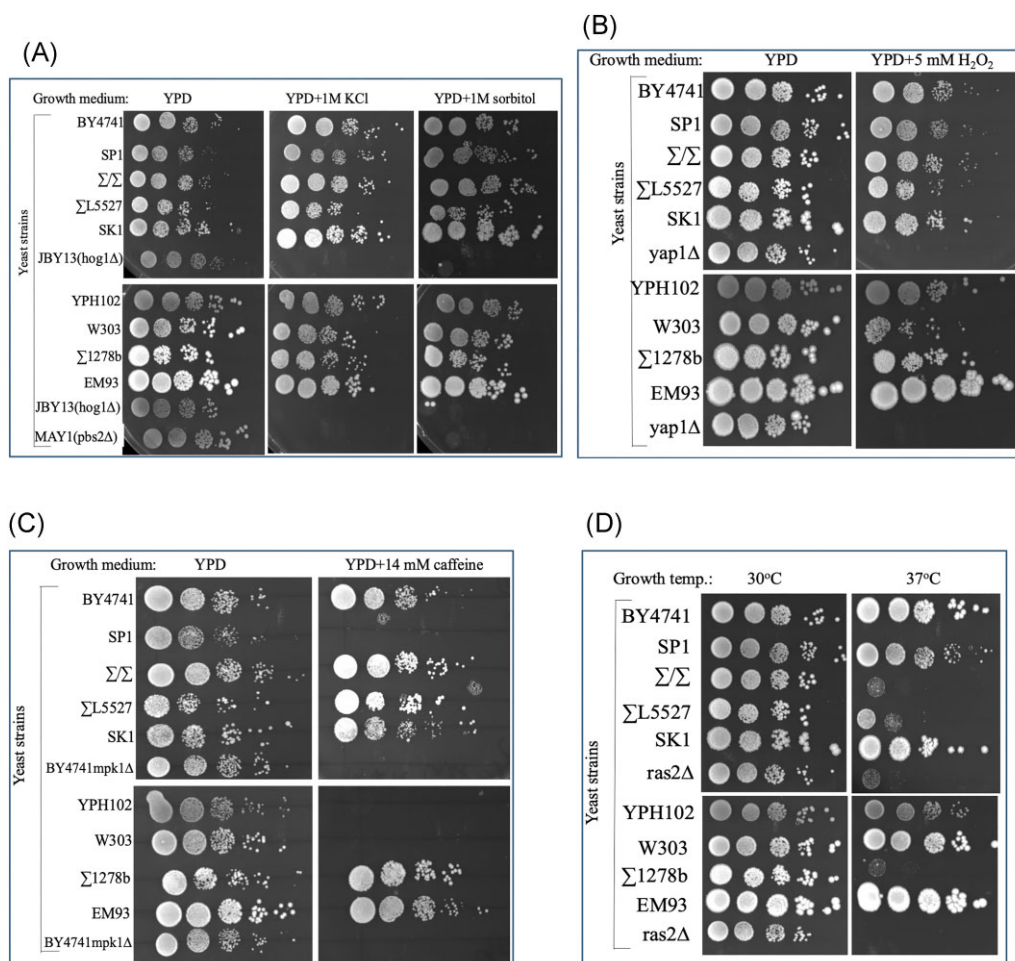 (A)
Growth medium: YPD YPD+1M KCl YPD+1M sorbitol
Yeast strains
BY4741
SP1
∑/∑
∑L5527
SK1
JBY13(hog1Δ)
YPH102
W303
∑1278b
EM93
JBY13(hog1Δ)
MAY1(pbs2Δ)
(B)
Growth medium: YPD YPD+5 mM H₂O₂
Yeast strains
BY4741
SP1
∑/∑
∑L5527
SK1
yap1Δ
YPH102
W303
∑1278b
EM93
yap1Δ
(C)
Growth medium: YPD YPD+14 mM caffeine
Yeast strains
BY4741
SP1
∑/∑
∑L5527
SK1
BY4741mpk1Δ
YPH102
W303
∑1278b
EM93
BY4741mpk1Δ
(D)
Growth temp.: 30°C 37°C
Yeast strains
BY4741
SP1
∑/∑
∑L5527
SK1
ras2Δ
YPH102
W303
∑1278b
EM93
ras2Δ